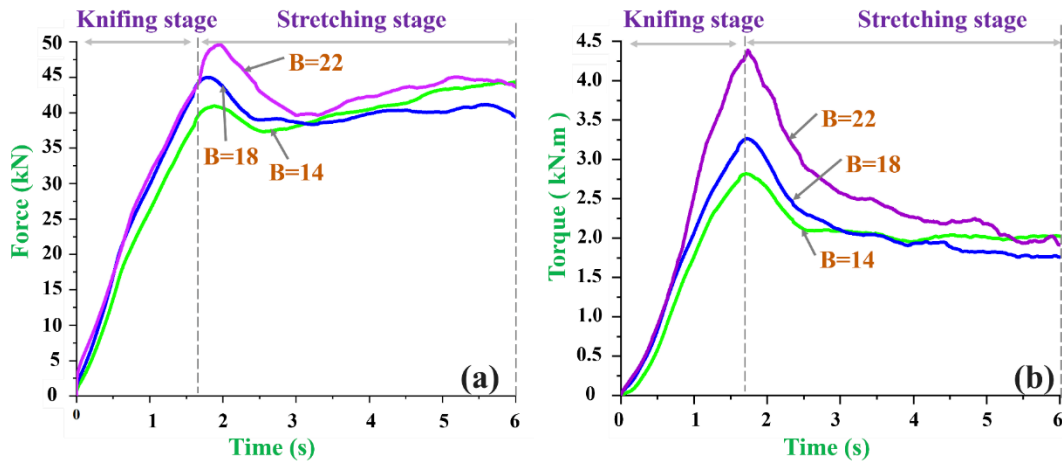 Knifing stage Stretching stage
50
45
40
35
30
25
20
15
10
5
0
Force (kN)
B=22
B=18
B=14
(a)
0 1 2 3 4 5 6
Time (s)
Knifing stage Stretching stage
4.5
4.0
3.5
3.0
2.5
2.0
1.5
1.0
0.5
0
Torque ( kN.m)
B=22
B=18
B=14
(b)
0 1 2 3 4 5 6
Time (s)